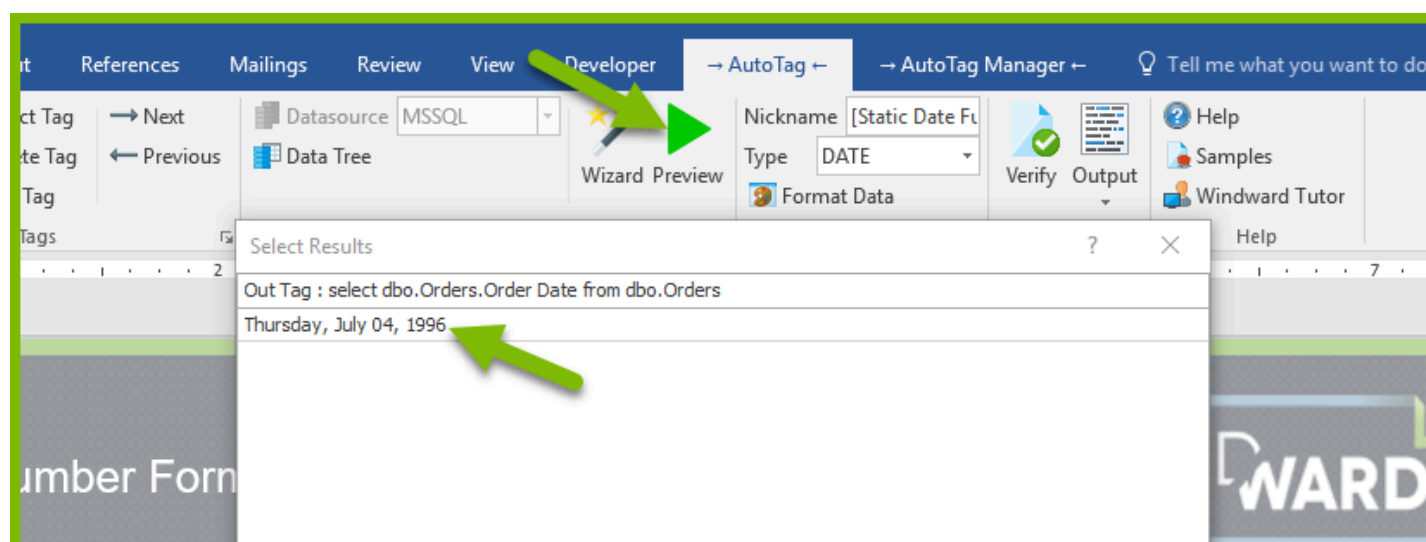 References Mailings Review View Developer → AutoTag ← → AutoTag Manager ← Tell me what you want to do
ct Tag → Next Datasource MSSQL Nickname [Static Date Fu Help
te Tag ← Previous Data Tree Wizard Preview Type DATE Verify Output Samples
Tag Format Data Windward Tutor
Tags Help
2 7
Select Results ?
Out Tag : select dbo.Orders.Order Date from dbo.Orders
Thursday, July 04, 1996
umber Form
WARD